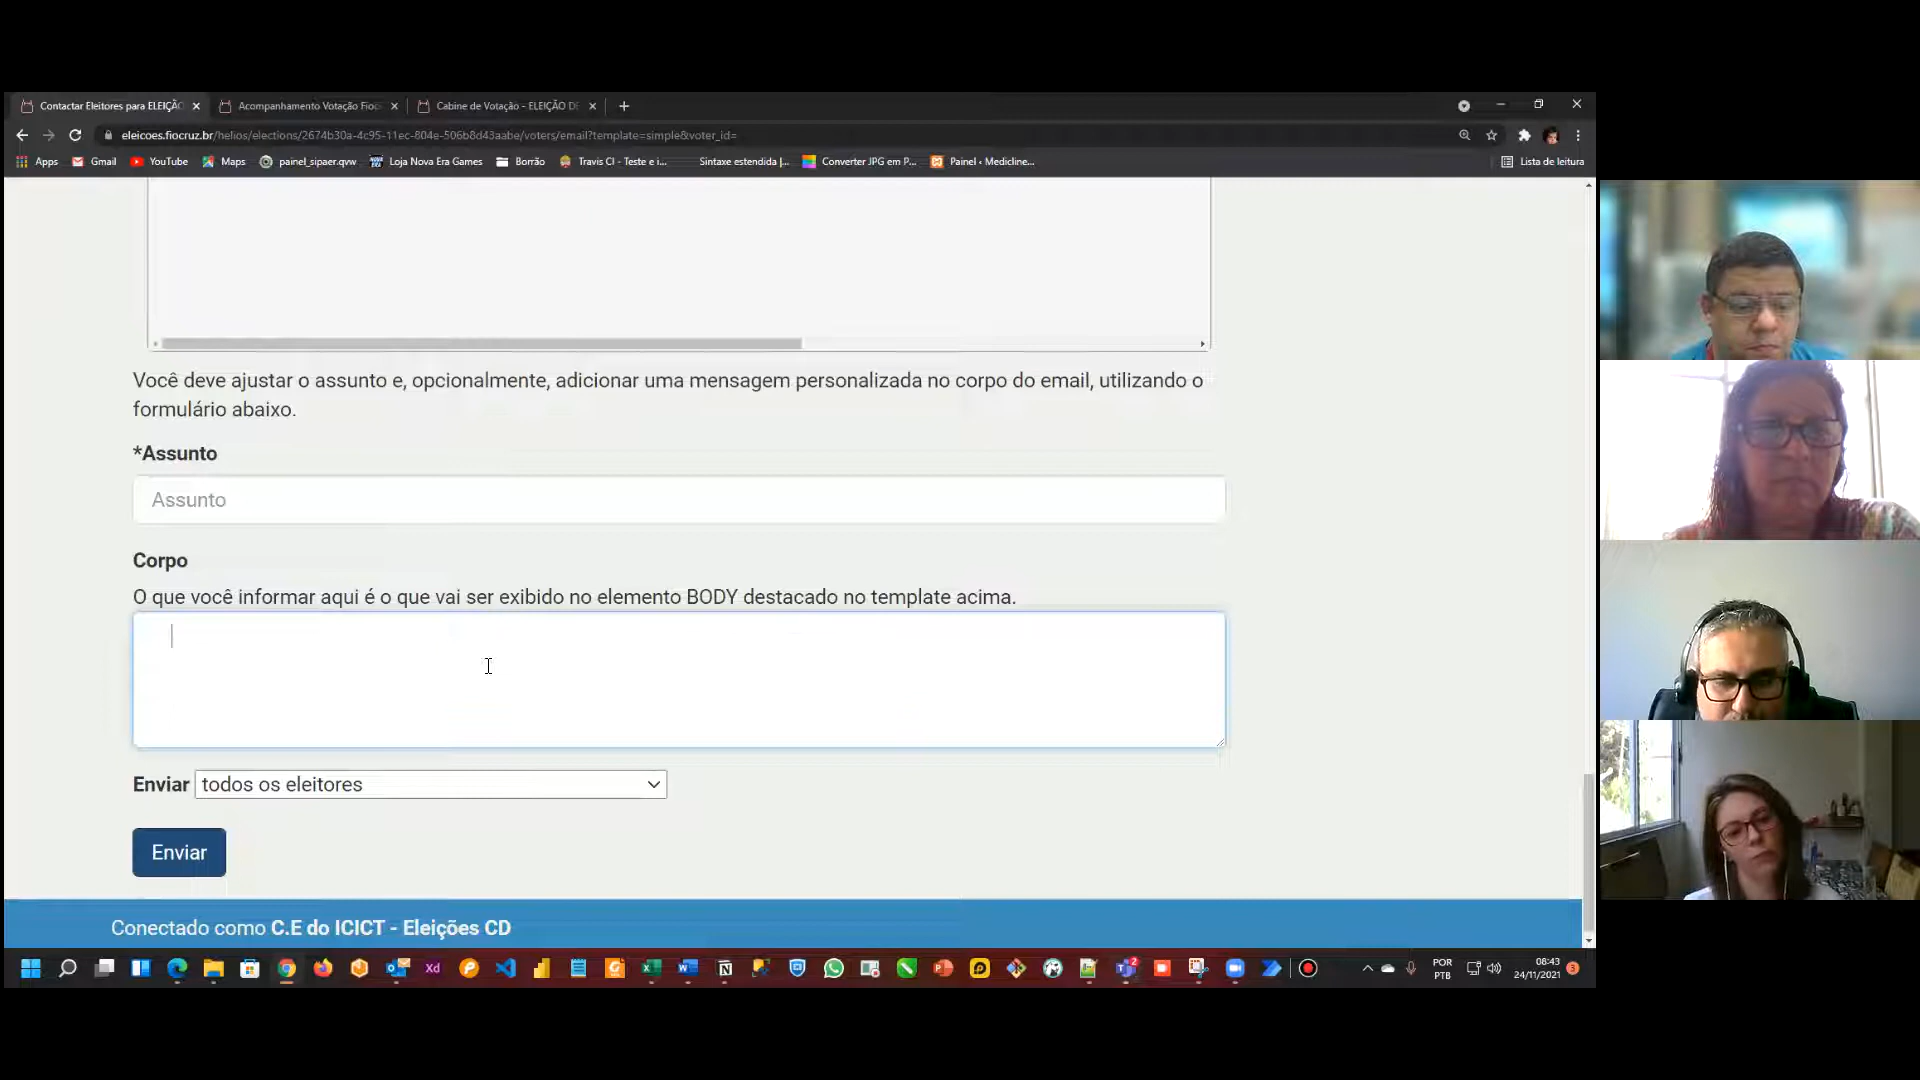 Contactar Eleitores para ELEIÇÃO
Acompanhamento Votação Fioc
Cabine de Votação - ELEIÇÃO DE
eleicoes.fiocruz.br/helios/elections/2674b30a-4c95-11ec-804e-506b8d43aabe/voters/email?template=simple&voter_id=
Apps
Gmail
YouTube
Maps
painel_sipaer.qvw
Loja Nova Era Games
Borrão
Travis CI - Teste e i...
Sintaxe estendida |...
Converter JPG em P...
Painel ‹ Medicline...
Lista de leitura
Você deve ajustar o assunto e, opcionalmente, adicionar uma mensagem personalizada no corpo do email, utilizando o
formulário abaixo.
*Assunto
Assunto
Corpo
O que você informar aqui é o que vai ser exibido no elemento BODY destacado no template acima.
Enviar todos os eleitores
Enviar
Conectado como C.E do ICICT - Eleições CD
Xd
POR
PTB
08:43
24/11/2021
3